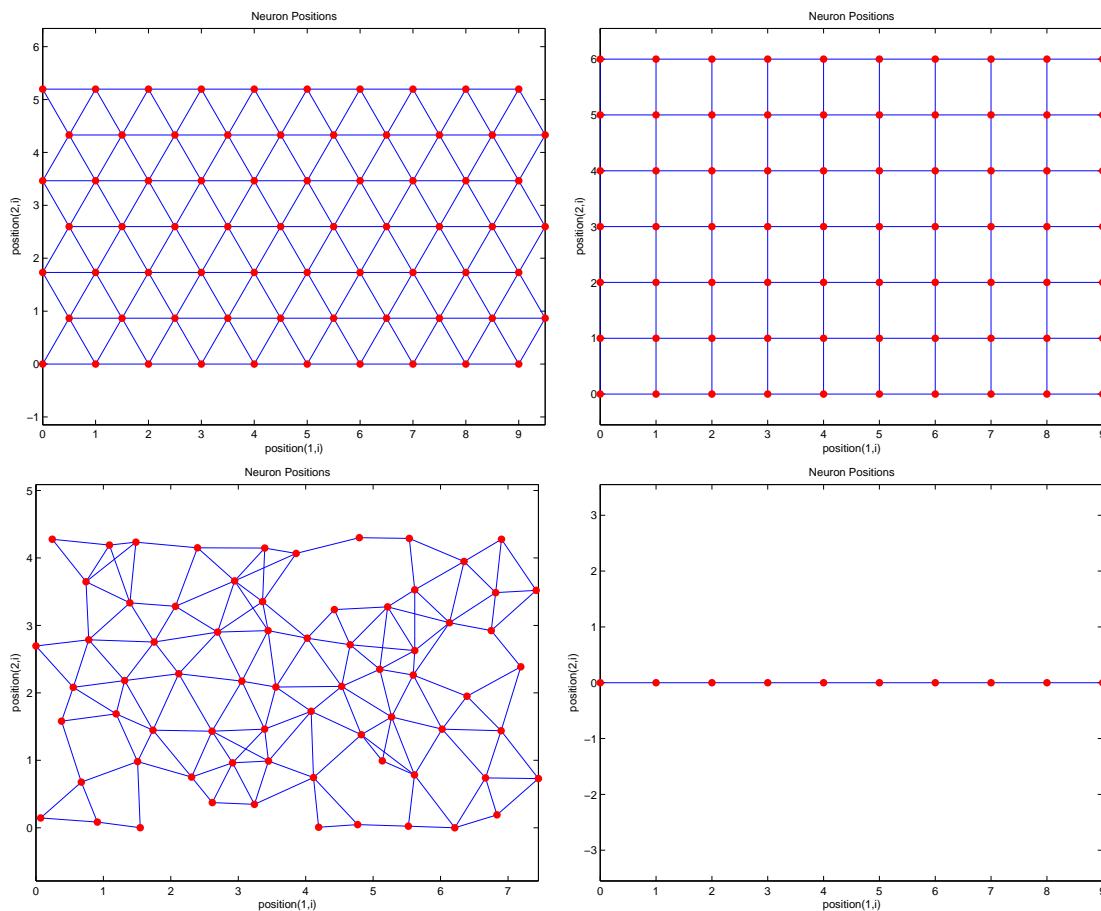 Neuron Positions
6
5
4
3
2
1
0
−1
position(2,i)
0 1 2 3 4 5 6 7 8 9
position(1,i)
Neuron Positions
6
5
4
3
2
1
0
position(2,i)
0 1 2 3 4 5 6 7 8 9
position(1,i)
Neuron Positions
5
4
3
2
1
0
position(2,i)
0 1 2 3 4 5 6 7
position(1,i)
Neuron Positions
3
2
1
0
−1
−2
−3
position(2,i)
0 1 2 3 4 5 6 7 8 9
position(1,i)